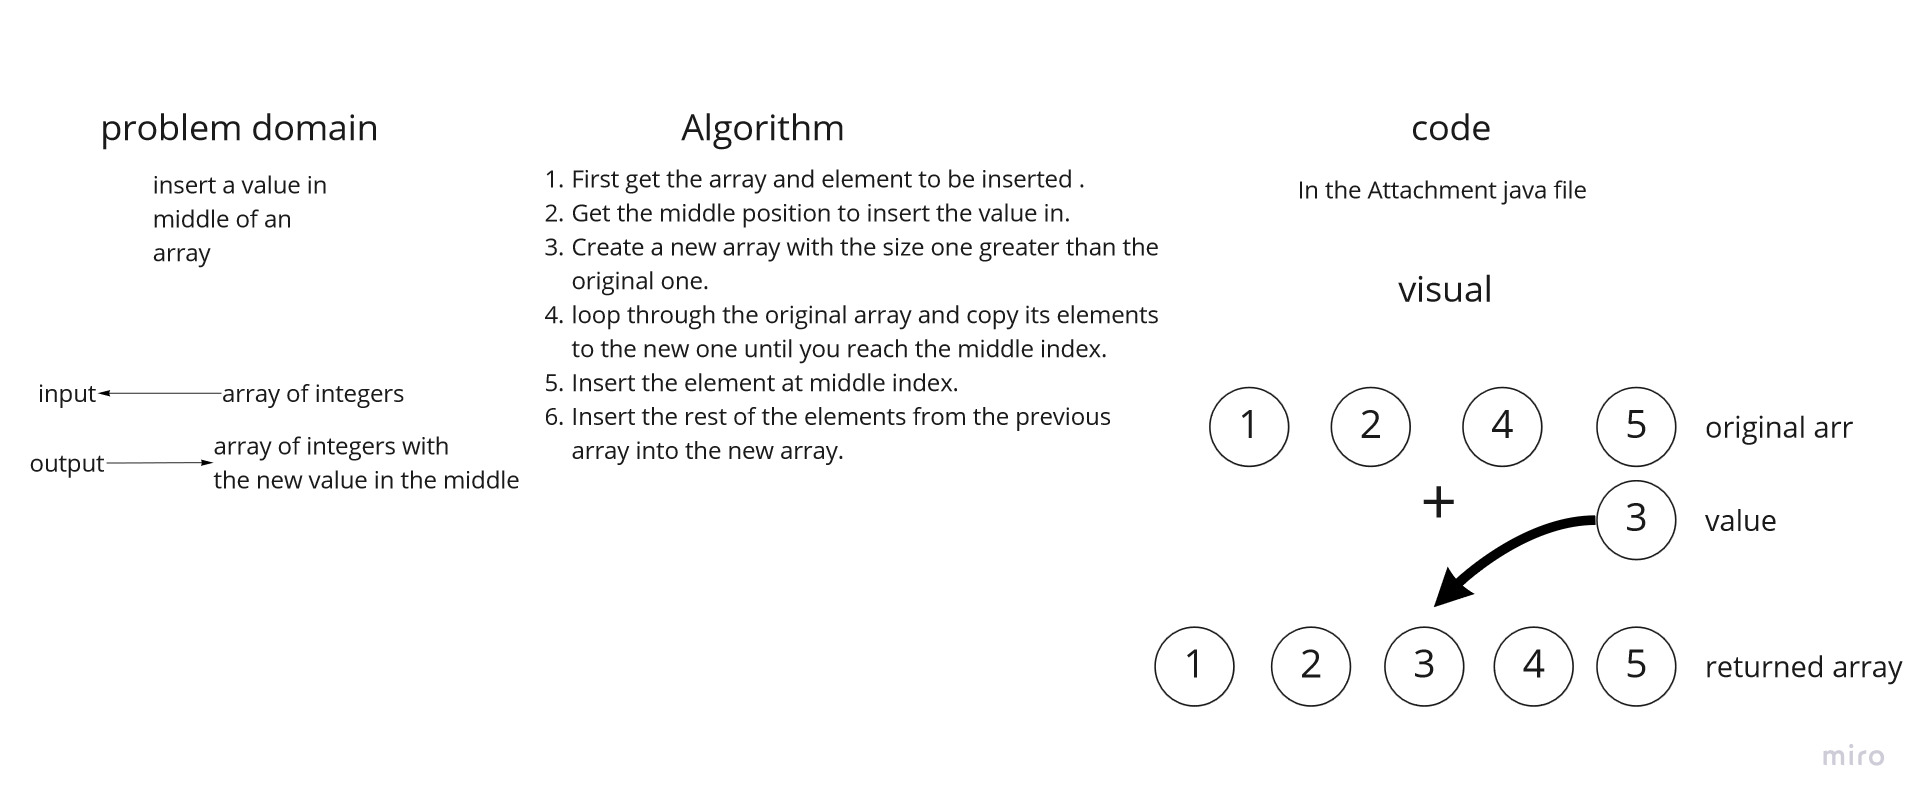 problem domain
insert a value in
middle of an
array
input
array of integers
output
array of integers with
the new value in the middle
Algorithm
1. First get the array and element to be inserted .
2. Get the middle position to insert the value in.
3. Create a new array with the size one greater than the
original one.
4. loop through the original array and copy its elements
to the new one until you reach the middle index.
5. Insert the element at middle index.
6. Insert the rest of the elements from the previous
array into the new array.
code
In the Attachment java file
visual
1 2 4 5 original arr
+
3 value
1 2 3 4 5 returned array
miro